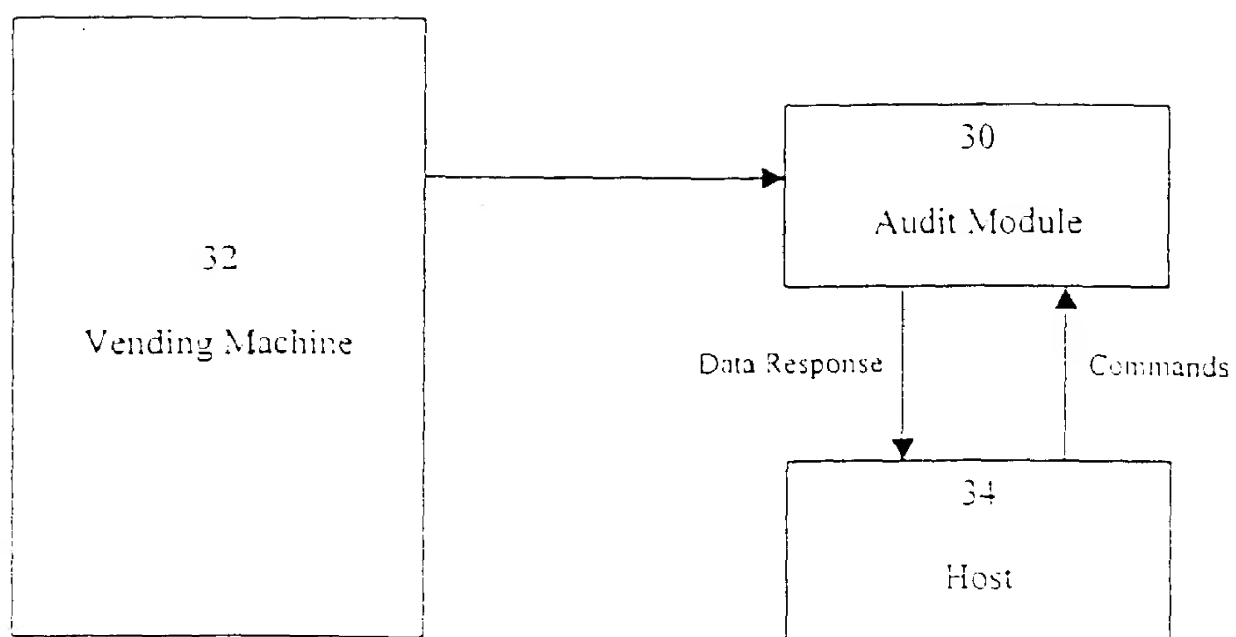 32
Vending Machine
30
Audit Module
Data Response
Commands
34
Host